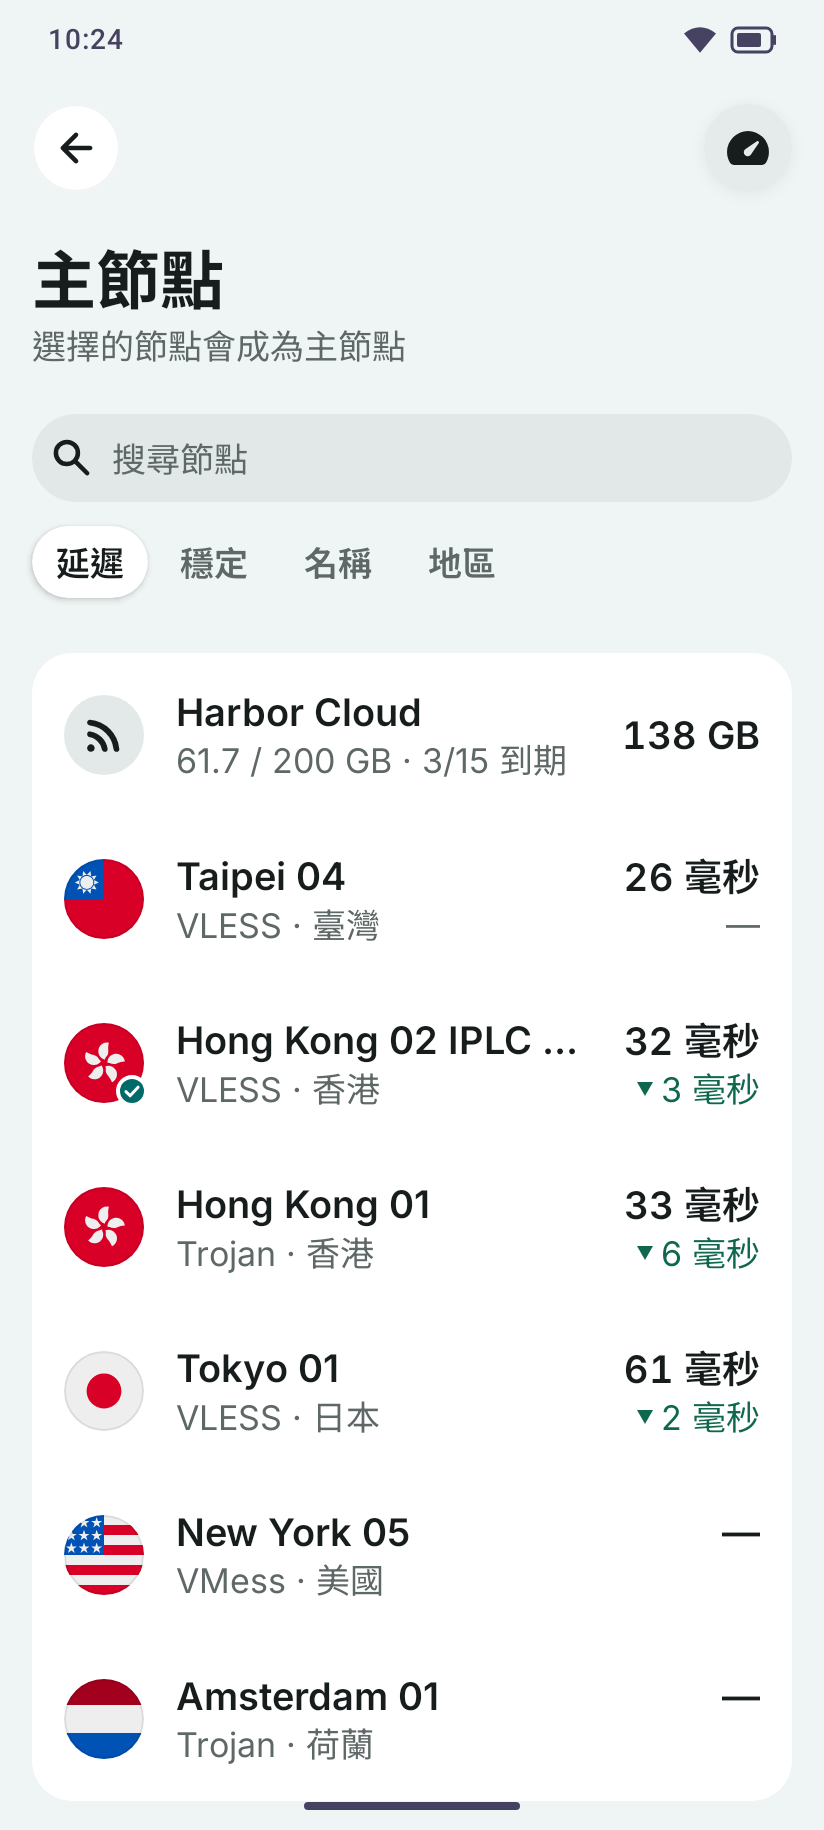 10:24
主節點
選擇的節點會成為主節點
搜尋節點
延遲 穩定 名稱 地區
Harbor Cloud
61.7 / 200 GB · 3/15 到期
138 GB
Taipei 04
26 毫秒
VLESS · 臺灣
—
Hong Kong 02 IPLC ...
32 毫秒
VLESS · 香港
▼3 毫秒
Hong Kong 01
33 毫秒
Trojan · 香港
▼6 毫秒
Tokyo 01
61 毫秒
VLESS · 日本
▼2 毫秒
New York 05
—
VMess · 美國
Amsterdam 01
—
Trojan · 荷蘭